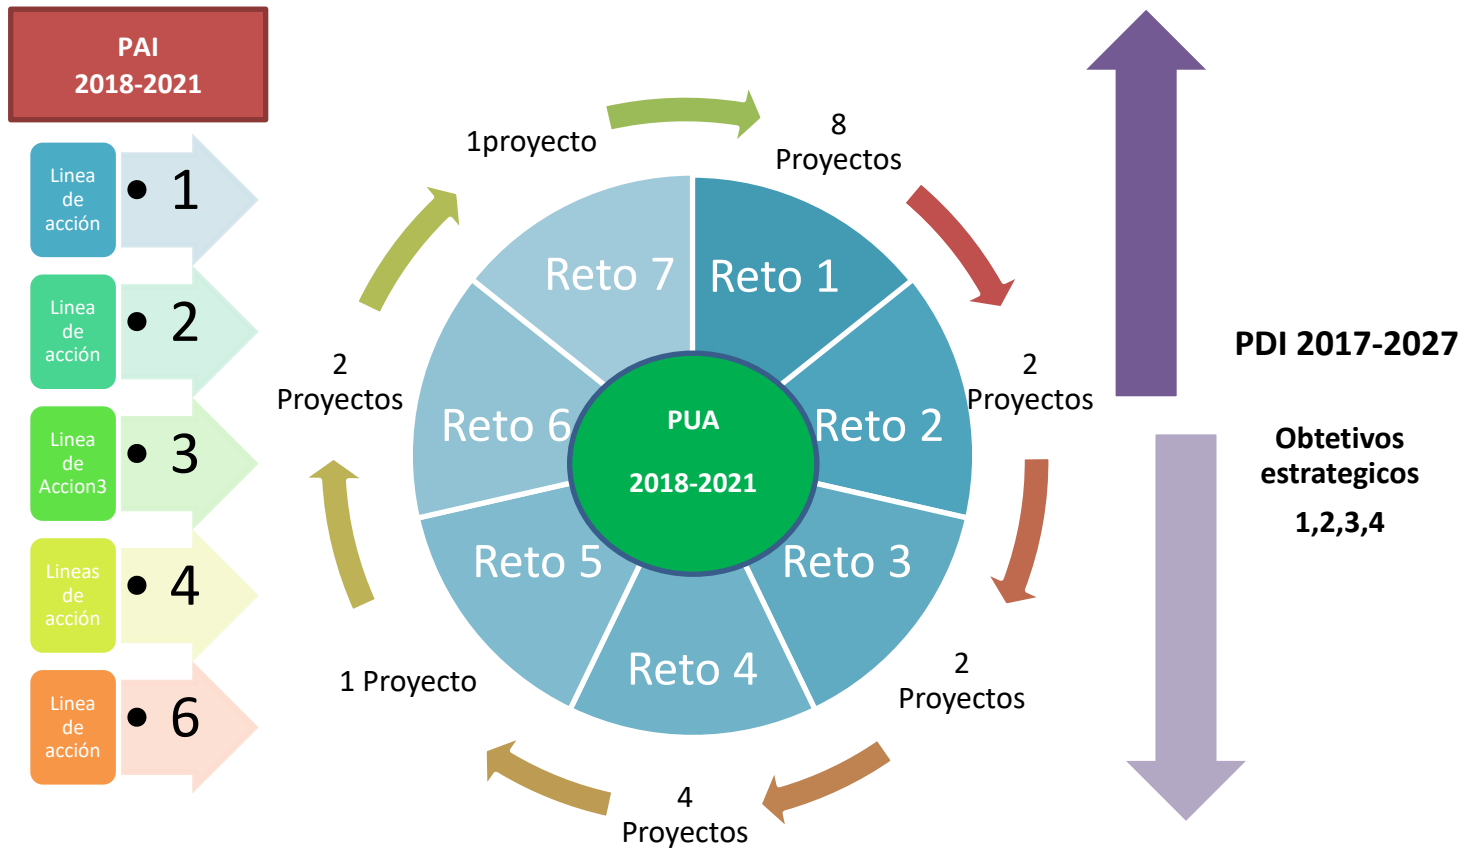 PAI
2018-2021
Linea
de
acción
• 1
Linea
de
acción
• 2
Linea
de
Accion3
• 3
Lineas
de
acción
• 4
Linea
de
acción
• 6
1proyecto
8
Proyectos
2
Proyectos
2
Proyectos
4
Proyectos
1 Proyecto
2
Proyectos
Reto 1
Reto 2
Reto 3
Reto 4
Reto 5
Reto 6
Reto 7
PUA
2018-2021
PDI 2017-2027
Obtetivos
estrategicos
1,2,3,4